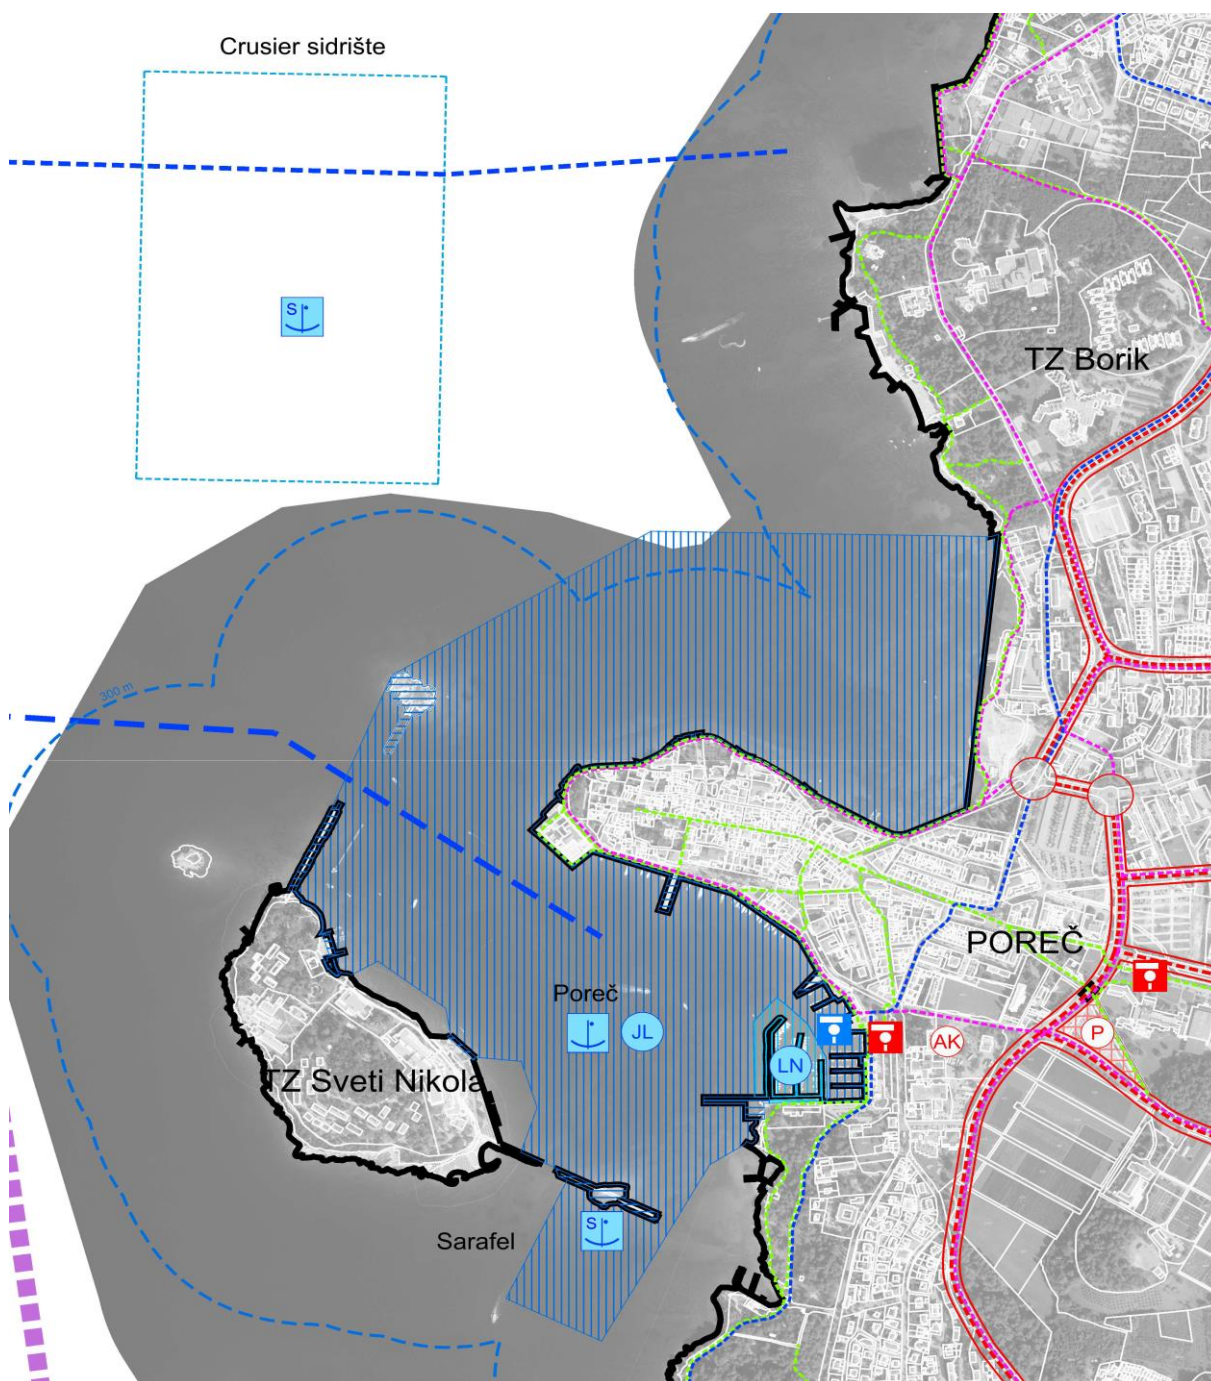 Crusier sidrište
S
TZ Borik
300 m
POREČ
Poreč
JL
AK
P
LN
TZ Sveti Nikola
Sarafel
S